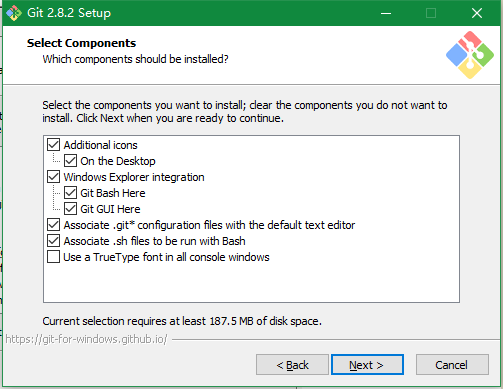 Git 2.8.2 Setup
Select Components
Which components should be installed?
Select the components you want to install; clear the components you do not want to
install. Click Next when you are ready to continue.
Additional icons
On the Desktop
Windows Explorer integration
Git Bash Here
Git GUI Here
Associate .git* configuration files with the default text editor
Associate .sh files to be run with Bash
Use a TrueType font in all console windows
Current selection requires at least 187.5 MB of disk space.
https://git-for-windows.github.io/
< Back
Next >
Cancel